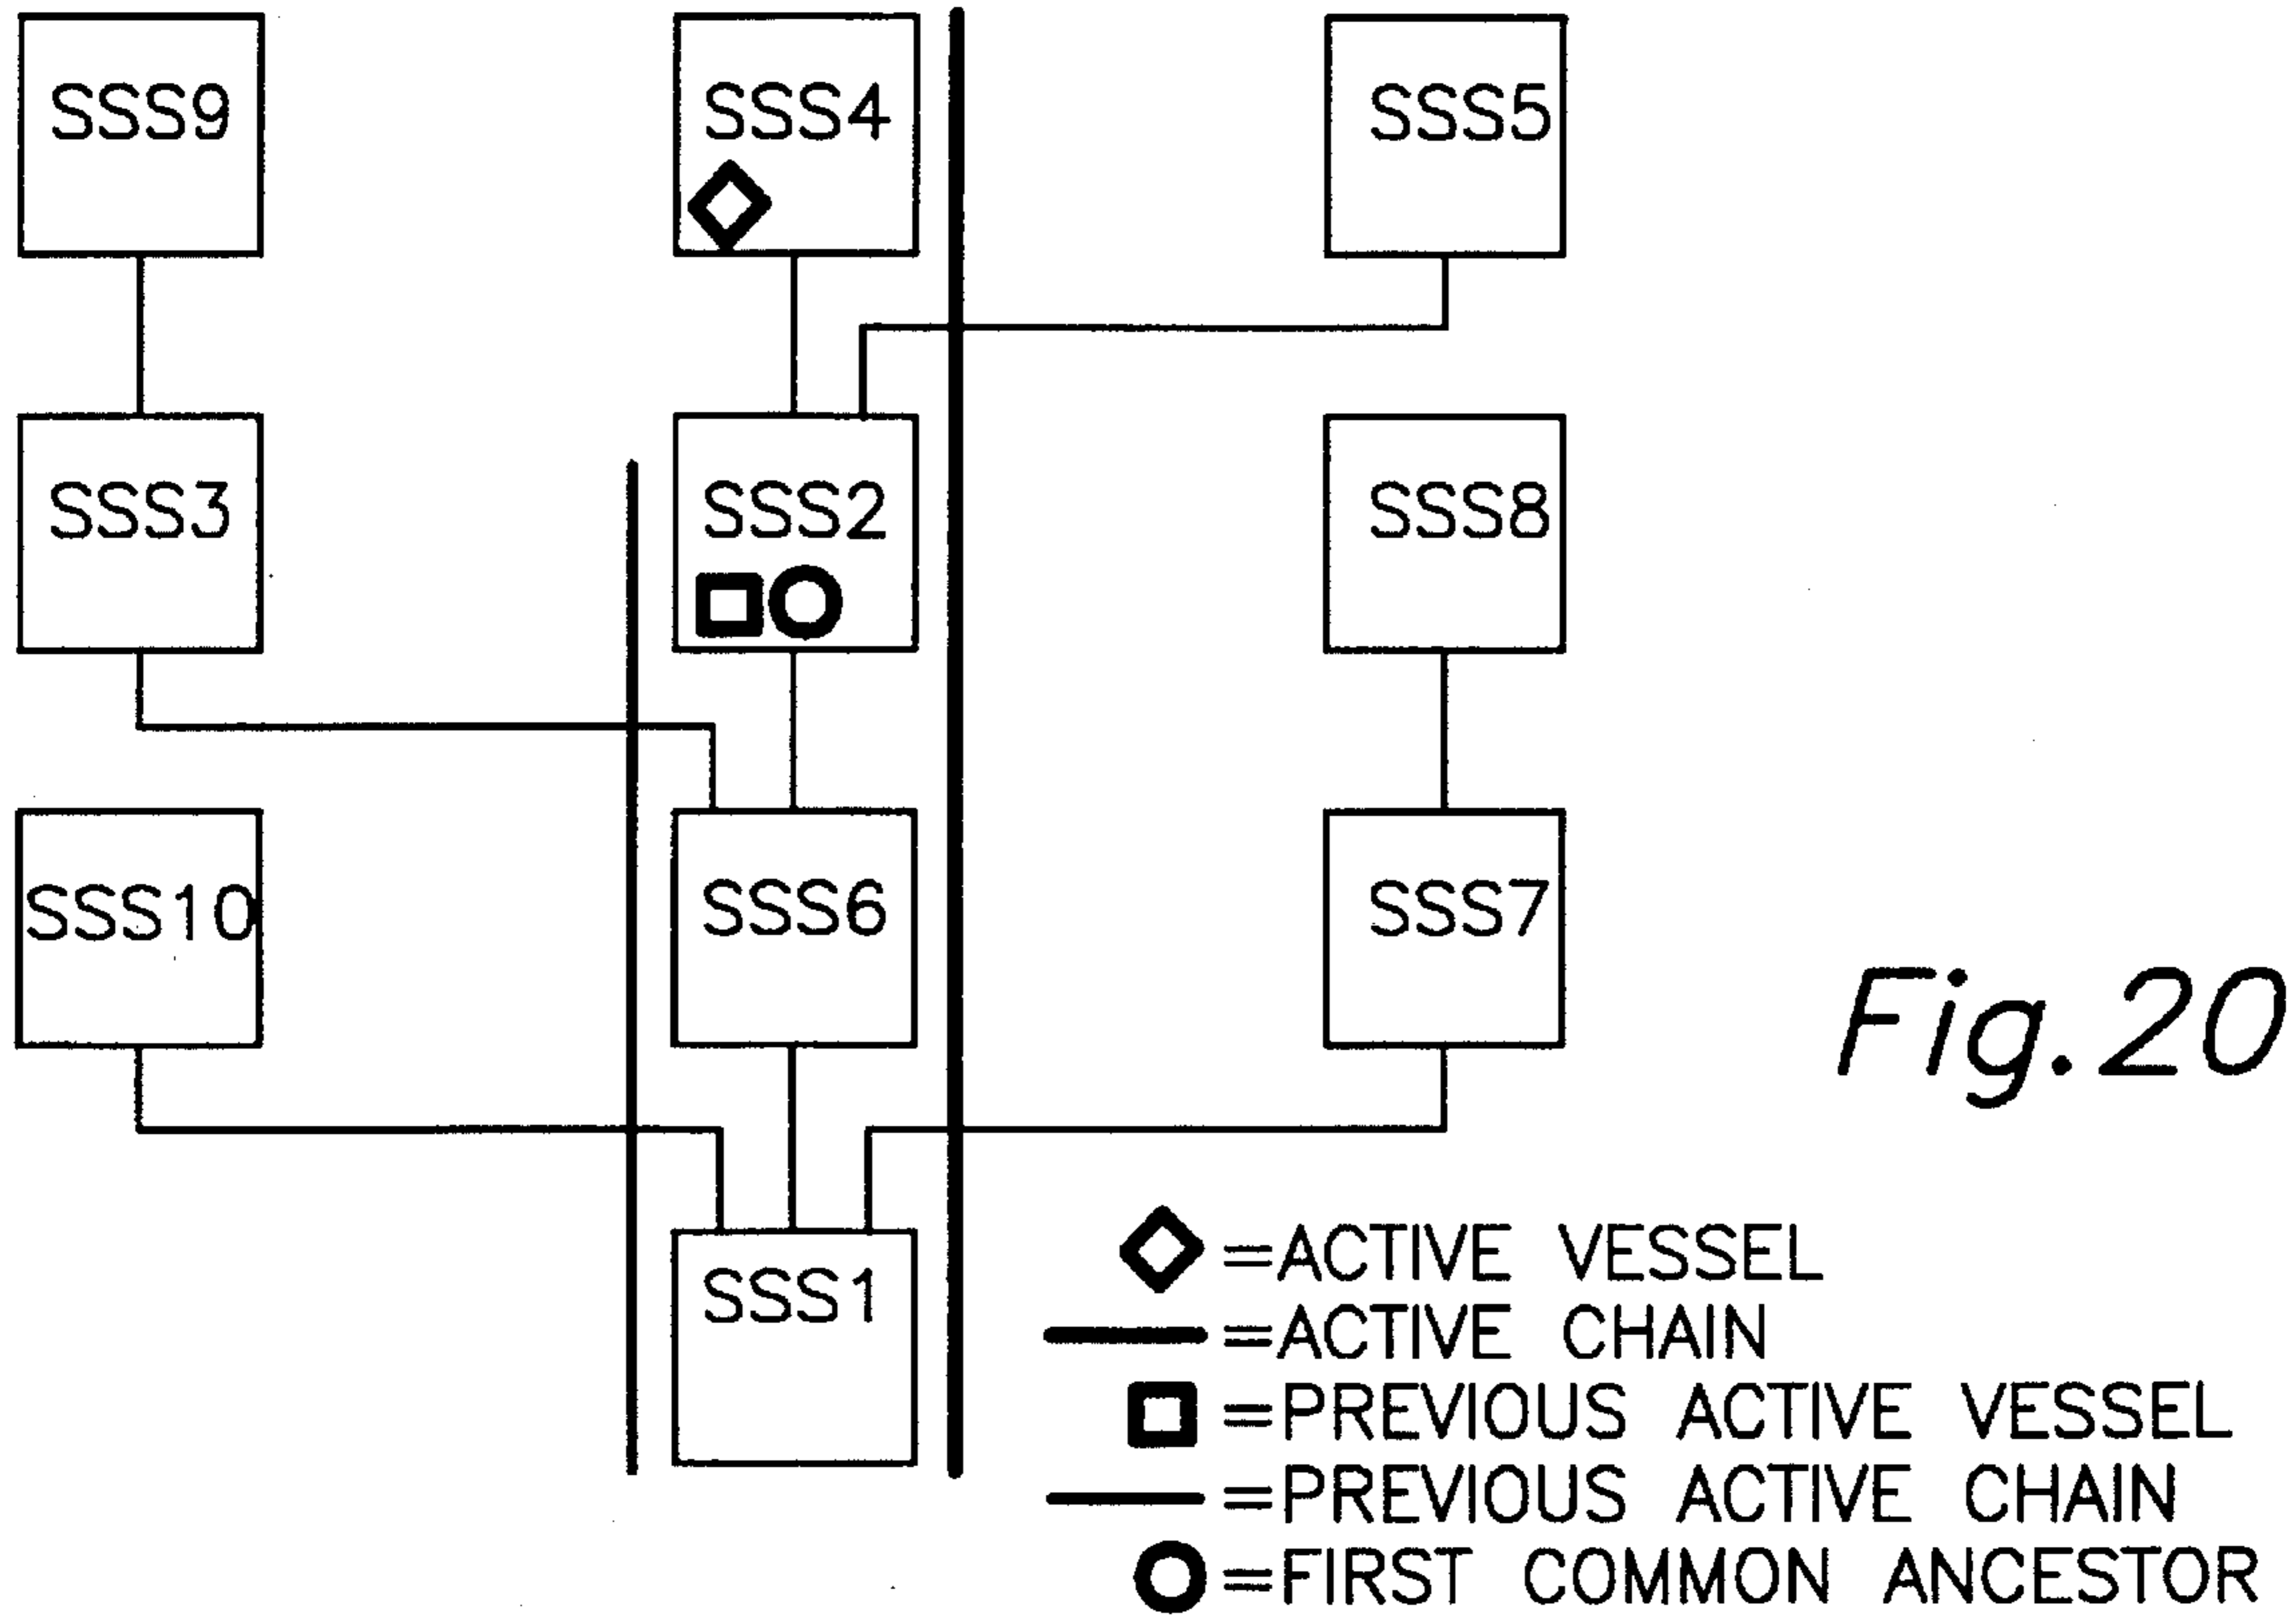 SSS9
SSS4
SSS5
SSS3
SSS2
SSS8
SSS10
SSS6
SSS7
Fig.20
SSS1
=ACTIVE VESSEL
=ACTIVE CHAIN
=PREVIOUS ACTIVE VESSEL
=PREVIOUS ACTIVE CHAIN
=FIRST COMMON ANCESTOR